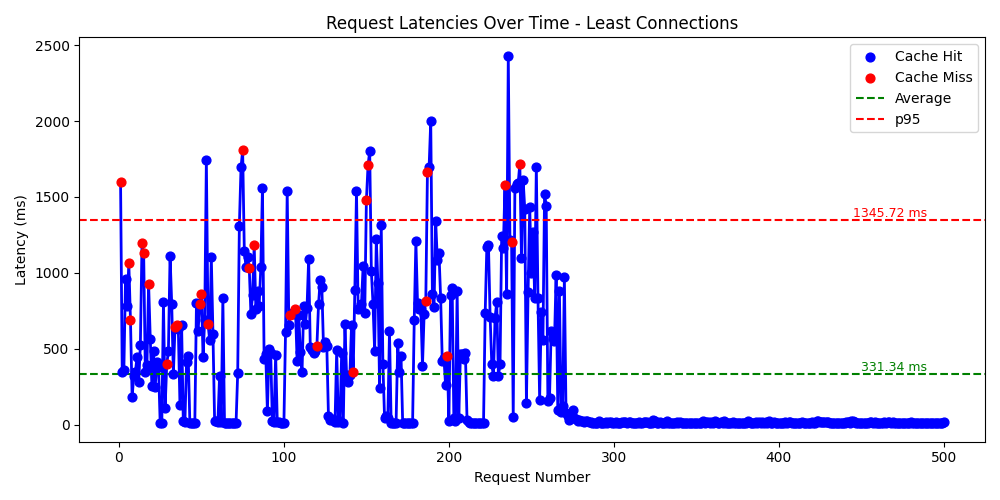 Request Latencies Over Time - Least Connections
Latency (ms)
2500
2000
1500
1000
500
0
Cache Hit
Cache Miss
Average
p95
1345.72 ms
331.34 ms
0 100 200 300 400 500
Request Number